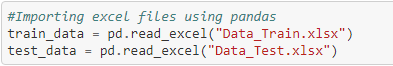 #Importing excel files using pandas
train_data = pd.read_excel("Data_Train.xlsx")
test_data = pd.read_excel("Data_Test.xlsx")